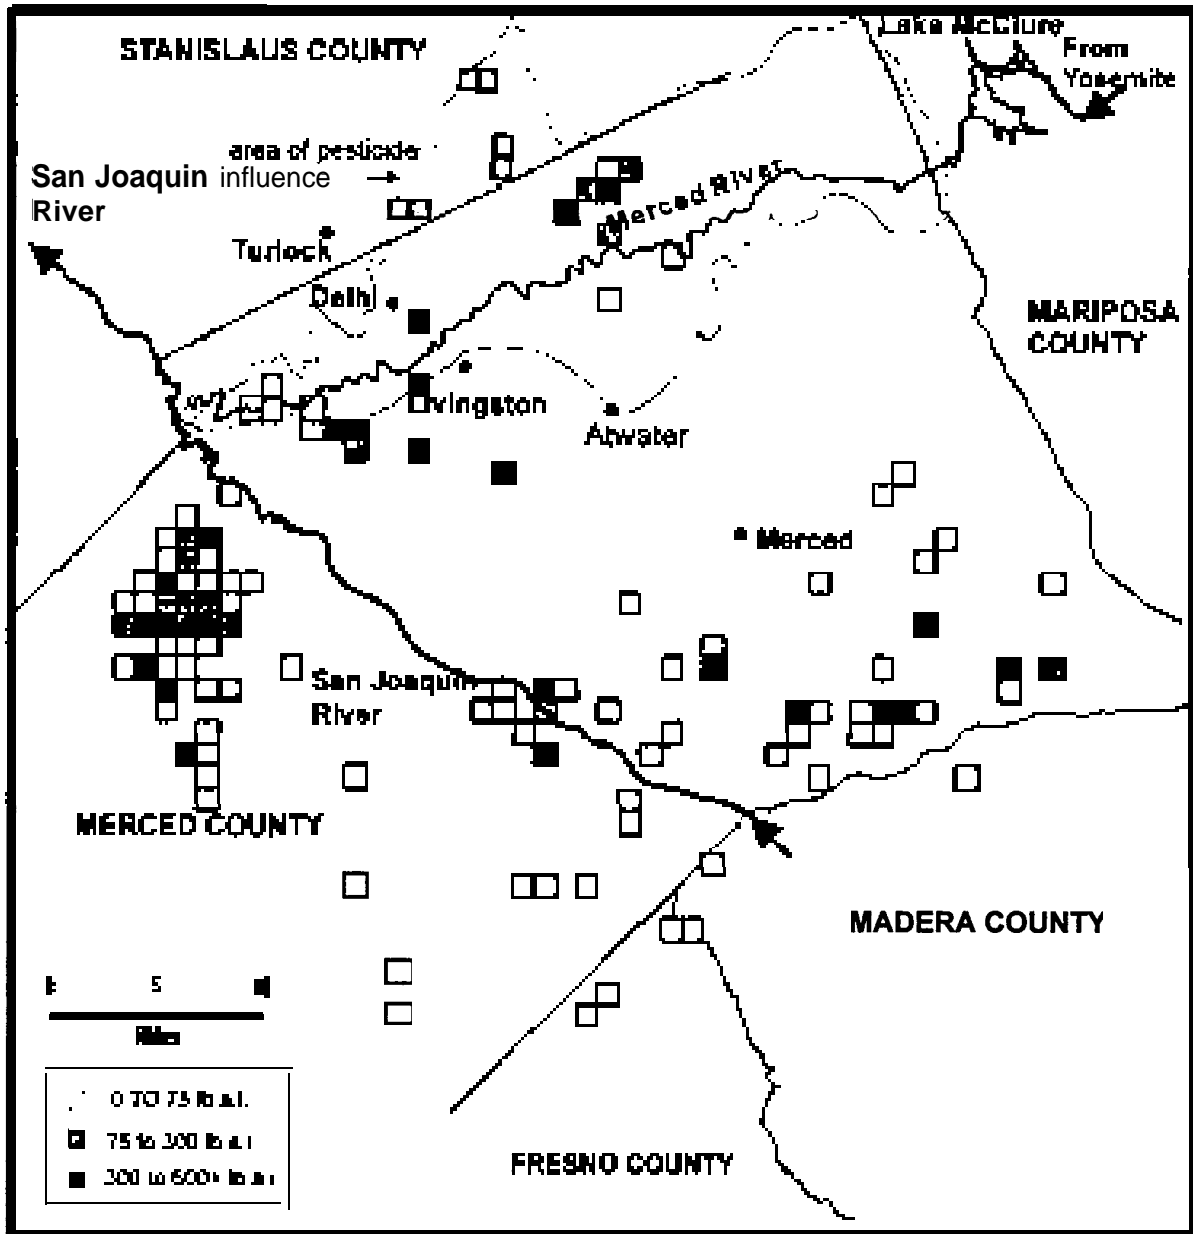 STANISLAUS COUNTY
Lake McClure
From
Yosemite
area of pesticide
San Joaquin influence
River
Merced River
Turlock
Delhi
MARIPOSA
COUNTY
Livingston
Atwater
Merced
San Joaquin
River
MERCED COUNTY
MADERA COUNTY
5
Miles
0 TO 75 lb a.i.
75 to 300 lb a.i
300 to 600+ lb a.i
FRESNO COUNTY